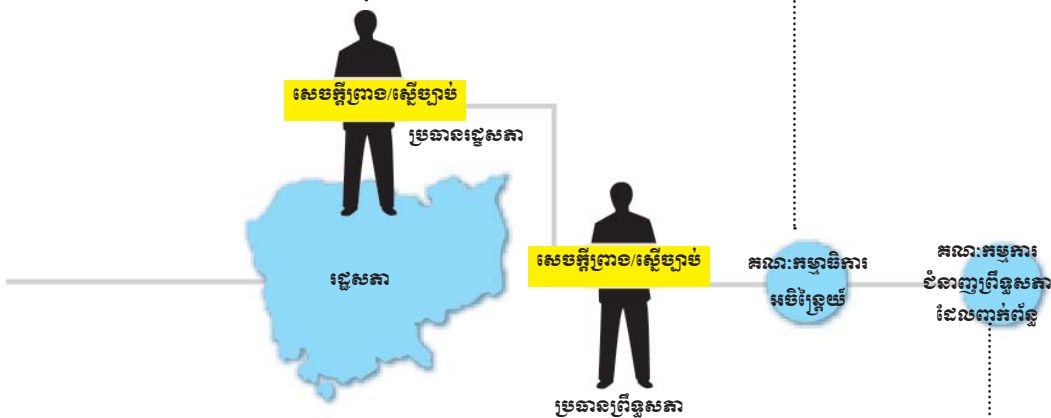 សេចក្តីព្រាង/ស្នើច្បាប់
ប្រធានរដ្ឋសភា
រដ្ឋសភា
សេចក្តីព្រាង/ស្នើច្បាប់
ប្រធានព្រឹទ្ធសភា
គណៈកម្មាធិការ
អចិន្ត្រៃយ៍
គណៈកម្មការ
ជំនាញព្រឹទ្ធសភា
ដែលពាក់ព័ន្ធ